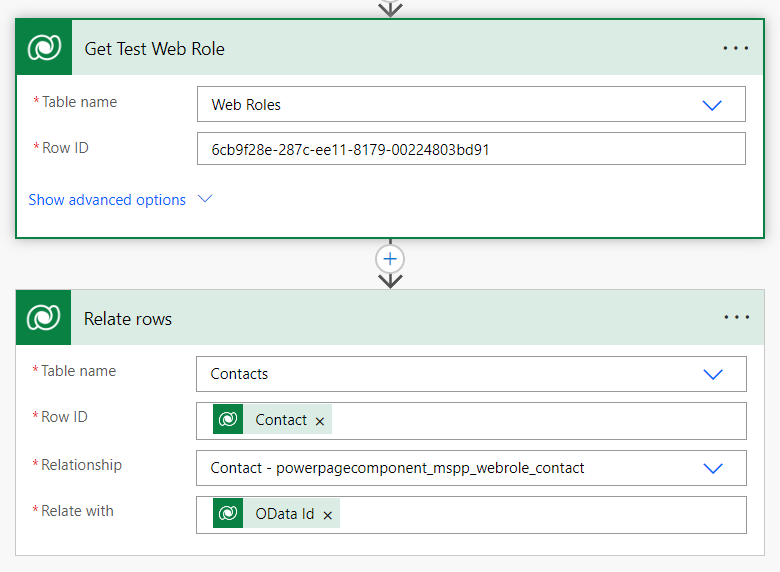 Get Test Web Role
...
* Table name Web Roles
* Row ID 6cb9f28e-287c-ee11-8179-00224803bd91
Show advanced options
+
Relate rows
...
* Table name Contacts
* Row ID Contact ×
* Relationship Contact - powerpagecomponent_mspp_webrole_contact
* Relate with OData Id ×